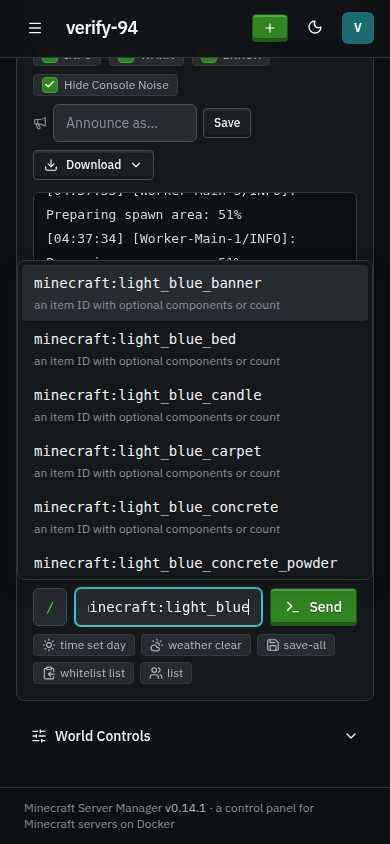 verify-94
V
Hide Console Noise
Announce as...
Save
Download
Preparing spawn area: 51%
[04:37:34] [Worker-Main-1/INFO]:
minecraft:light_blue_banner
an item ID with optional components or count
minecraft:light_blue_bed
an item ID with optional components or count
minecraft:light_blue_candle
an item ID with optional components or count
minecraft:light_blue_carpet
an item ID with optional components or count
minecraft:light_blue_concrete
an item ID with optional components or count
minecraft:light_blue_concrete_powder
/ inecraft:light_blue Send
time set day weather clear save-all
whitelist list list
World Controls
Minecraft Server Manager v0.14.1 · a control panel for
Minecraft servers on Docker